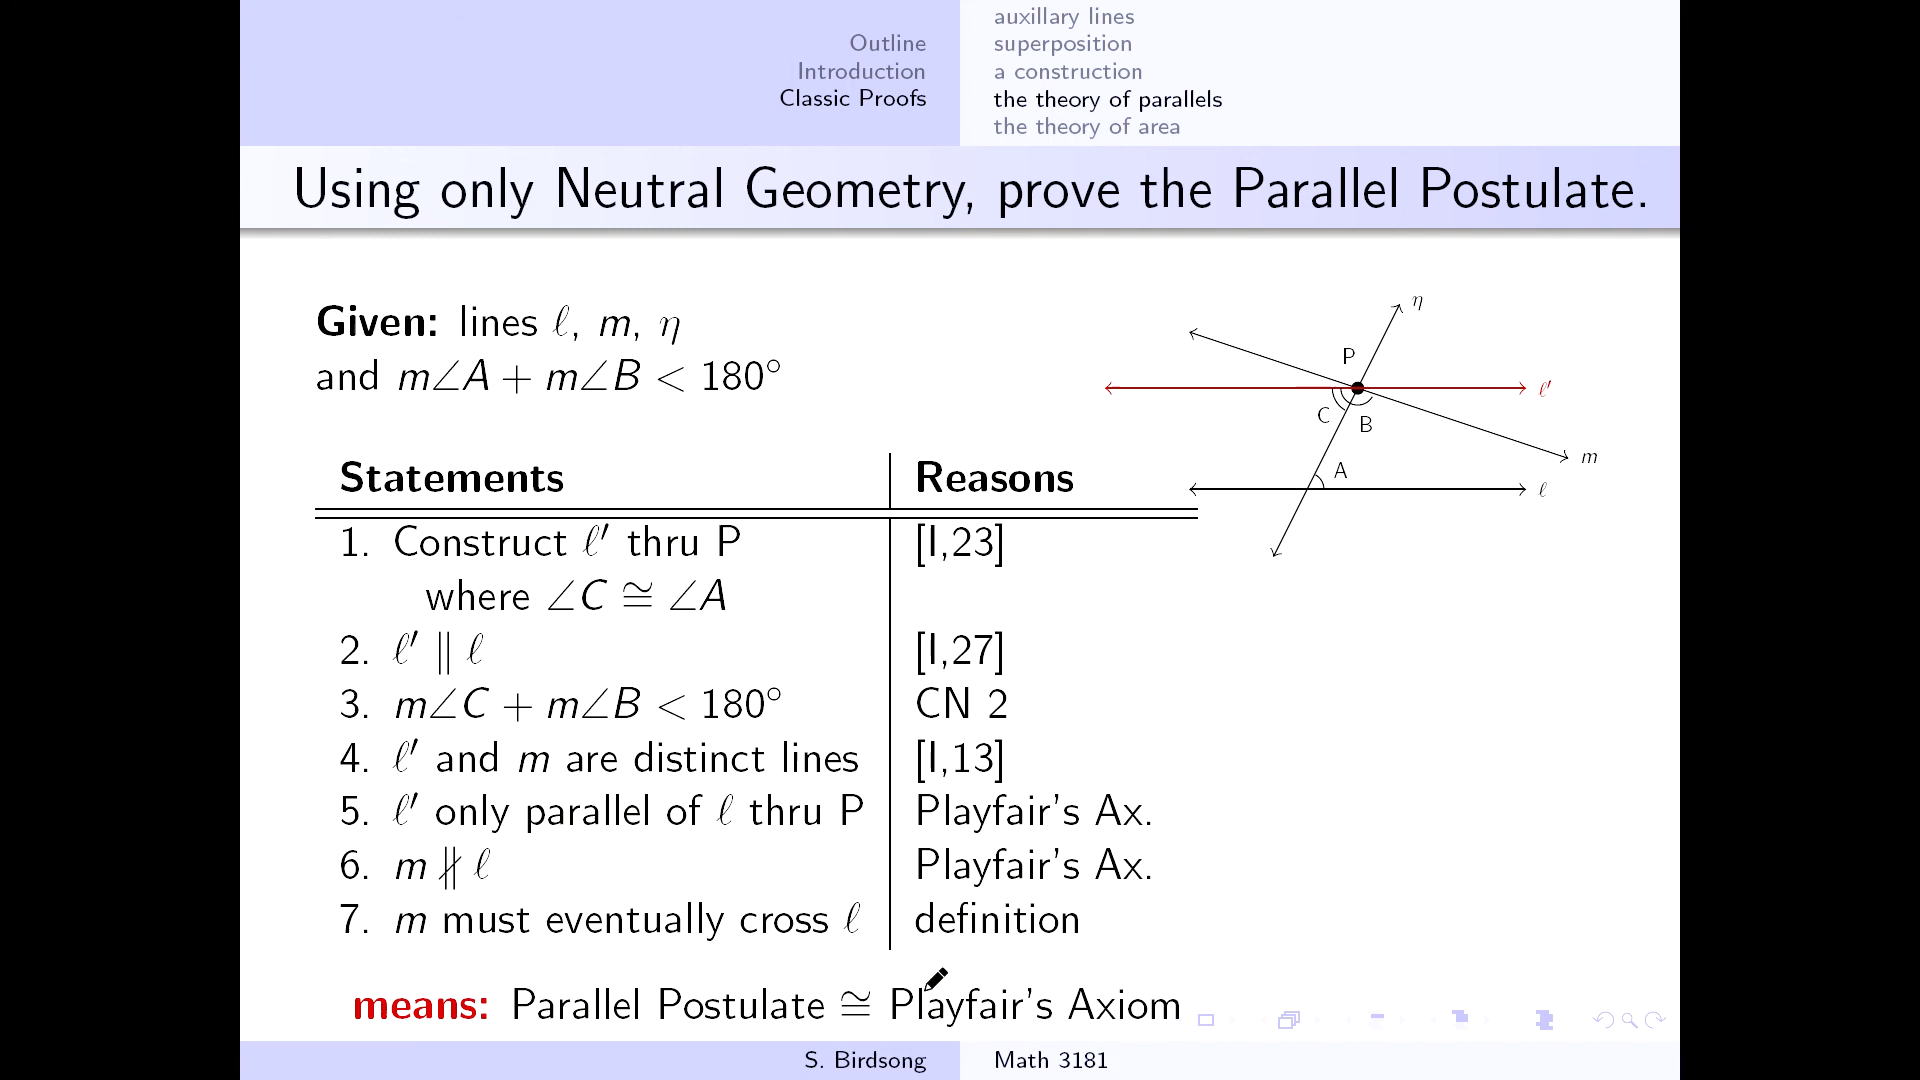 Outline
Introduction
Classic Proofs
auxillary lines
superposition
a construction
the theory of parallels
the theory of area
Using only Neutral Geometry, prove the Parallel Postulate.
Given: lines ℓ, m, η
and m∠A + m∠B < 180°
η
P
ℓ′
C
B
m
A
ℓ
Statements Reasons
1. Construct ℓ′ thru P [I,23]
where ∠C ≅ ∠A
2. ℓ′ ∥ ℓ [I,27]
3. m∠C + m∠B < 180° CN 2
4. ℓ′ and m are distinct lines [I,13]
5. ℓ′ only parallel of ℓ thru P Playfair's Ax.
6. m ∦ ℓ Playfair's Ax.
7. m must eventually cross ℓ definition
means: Parallel Postulate ≅ Playfair's Axiom
S. Birdsong Math 3181